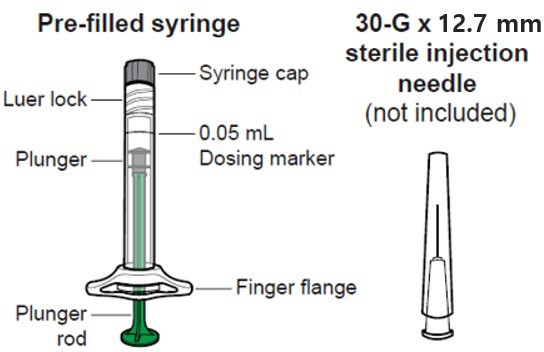 Pre-filled syringe
Syringe cap
Luer lock
0.05 mL
Dosing marker
Plunger
Finger flange
Plunger
rod
30-G x 12.7 mm
sterile injection
needle
(not included)